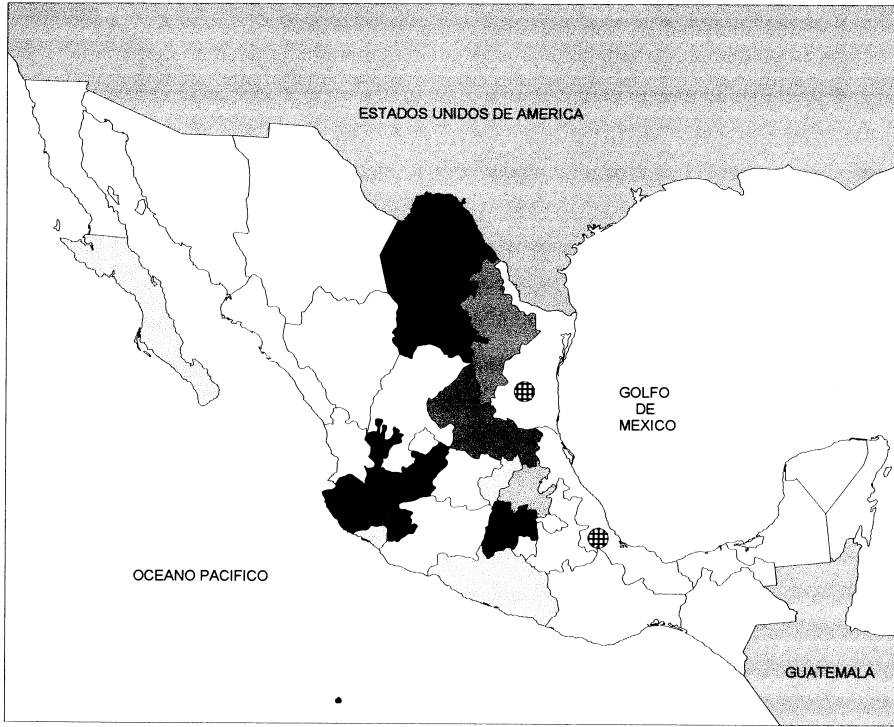 ESTADOS UNIDOS DE AMERICA
GOLFO
DE
MEXICO
OCEANO PACIFICO
GUATEMALA